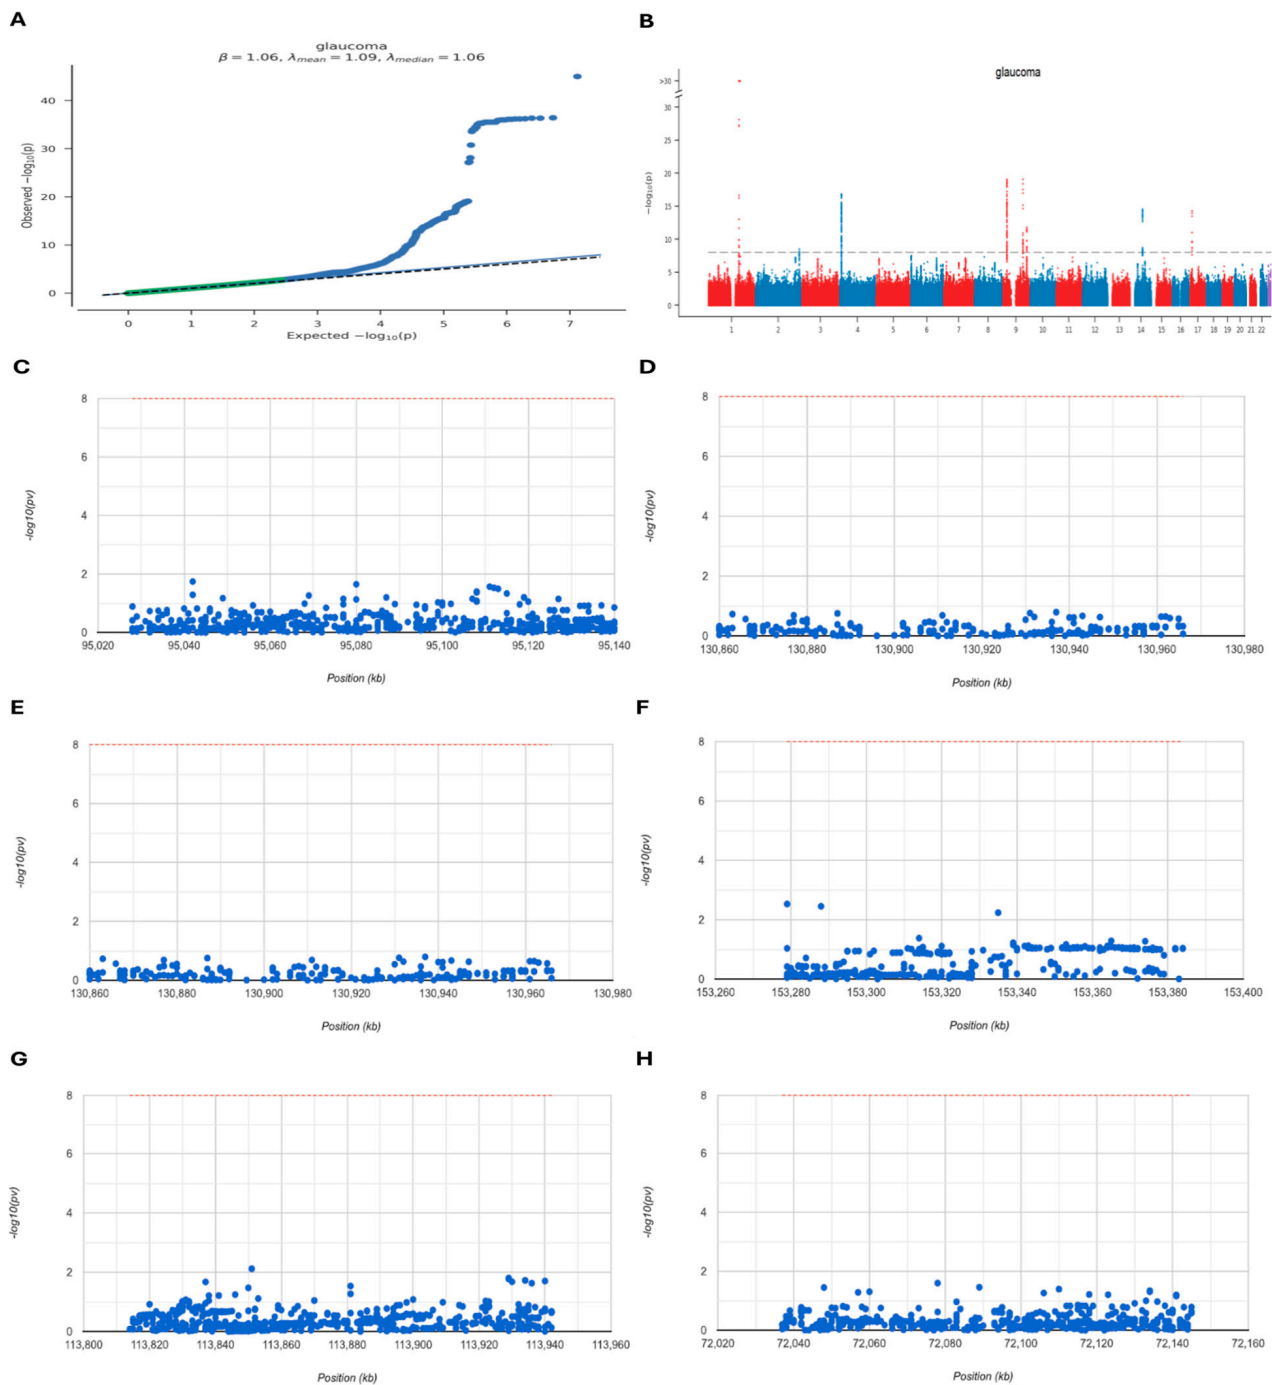 A
glaucoma
β = 1.06, λmean = 1.09, λmedian = 1.06
40
30
20
10
0
Observed −log10(p)
0 1 2 3 4 5 6 7
Expected −log10(p)
B
glaucoma
>30
30
25
20
15
10
5
0
−log10(p)
1 2 3 4 5 6 7 8 9 10 11 12 13 14 15 16 17 18 19 20 21 22
C
8
6
4
2
0
-log10(pv)
95,020 95,040 95,060 95,080 95,100 95,120 95,140
Position (kb)
D
8
6
4
2
0
-log10(pv)
130,860 130,880 130,900 130,920 130,940 130,960 130,980
Position (kb)
E
8
6
4
2
0
-log10(pv)
130,860 130,880 130,900 130,920 130,940 130,960 130,980
Position (kb)
F
8
6
4
2
0
-log10(pv)
153,260 153,280 153,300 153,320 153,340 153,360 153,380 153,400
Position (kb)
G
8
6
4
2
0
-log10(pv)
113,800 113,820 113,840 113,860 113,880 113,900 113,920 113,940 113,960
Position (kb)
H
8
6
4
2
0
-log10(pv)
72,020 72,040 72,060 72,080 72,100 72,120 72,140 72,160
Position (kb)